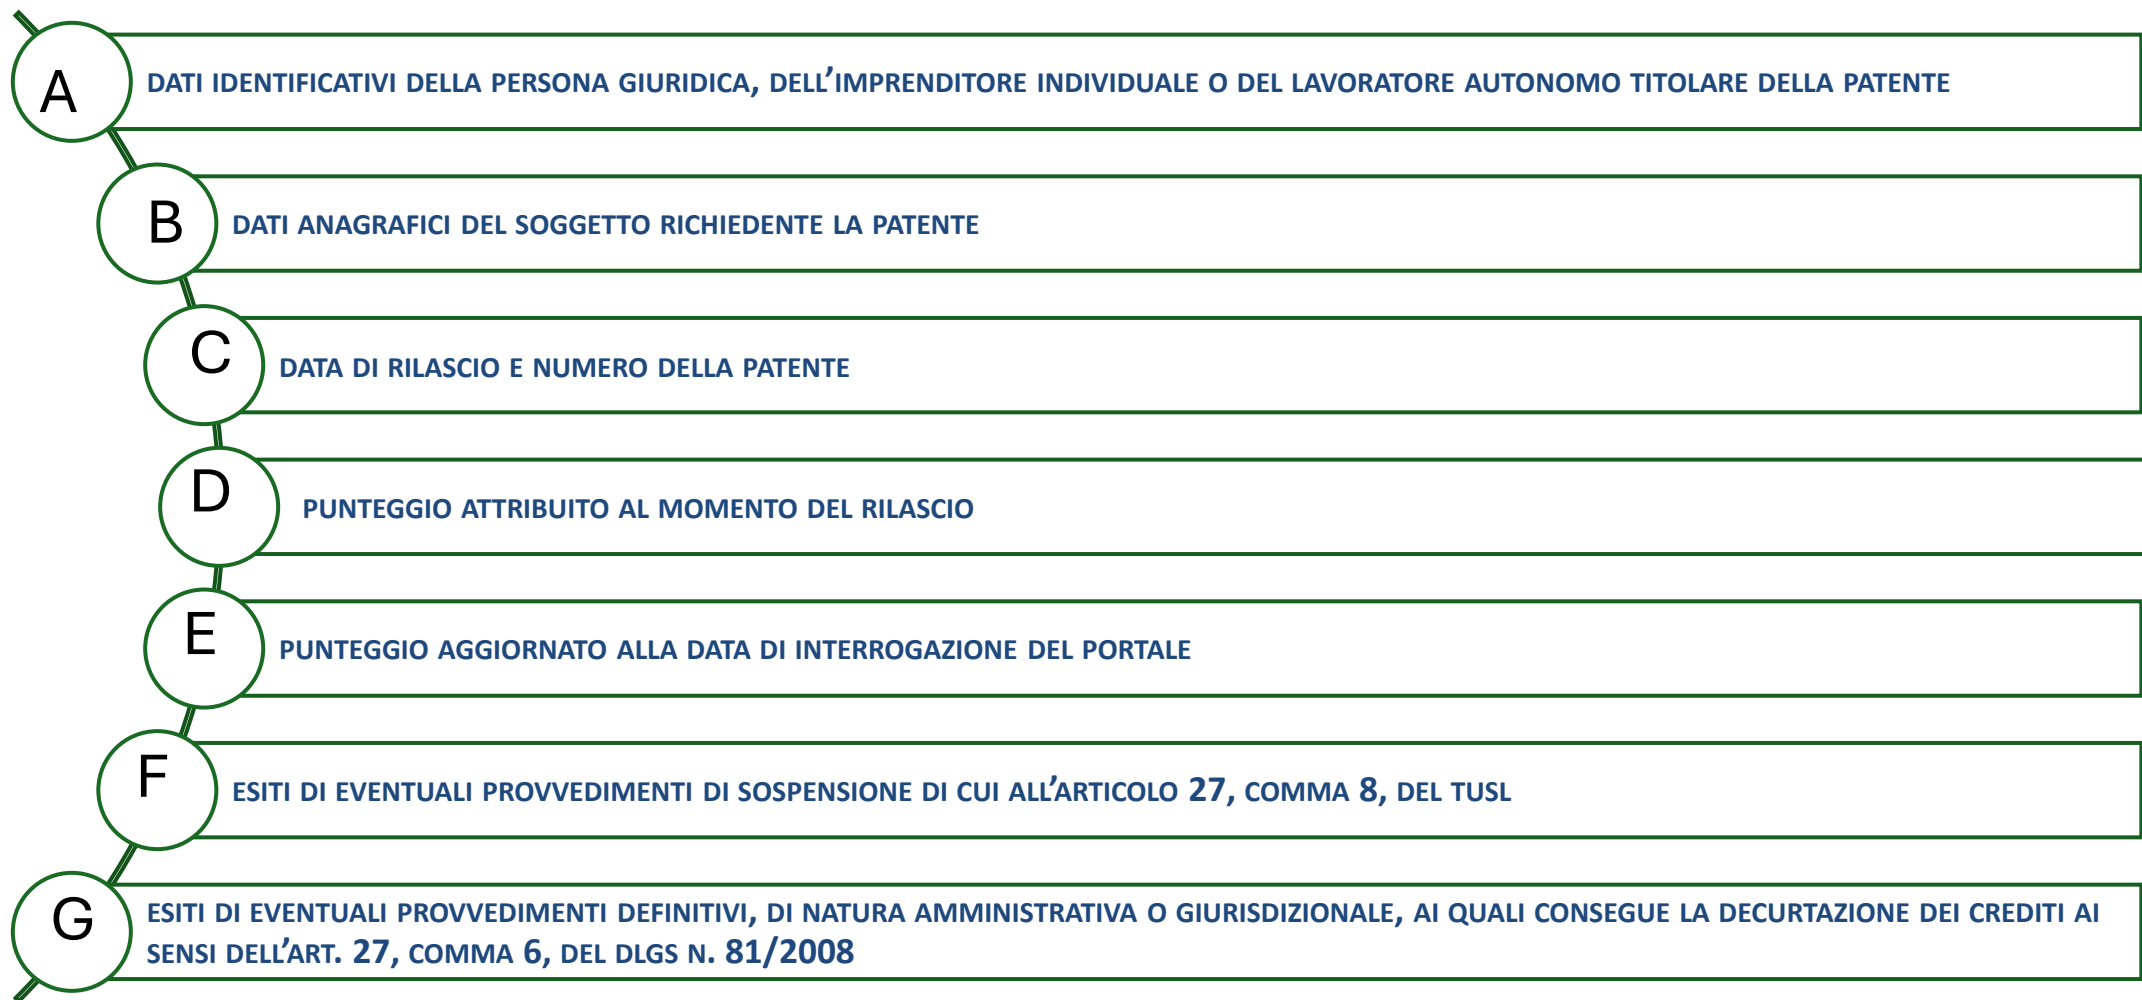 A
DATI IDENTIFICATIVI DELLA PERSONA GIURIDICA, DELL’IMPRENDITORE INDIVIDUALE O DEL LAVORATORE AUTONOMO TITOLARE DELLA PATENTE
B
DATI ANAGRAFICI DEL SOGGETTO RICHIEDENTE LA PATENTE
C
DATA DI RILASCIO E NUMERO DELLA PATENTE
D
PUNTEGGIO ATTRIBUITO AL MOMENTO DEL RILASCIO
E
PUNTEGGIO AGGIORNATO ALLA DATA DI INTERROGAZIONE DEL PORTALE
F
ESITI DI EVENTUALI PROVVEDIMENTI DI SOSPENSIONE DI CUI ALL’ARTICOLO 27, COMMA 8, DEL TUSL
G
ESITI DI EVENTUALI PROVVEDIMENTI DEFINITIVI, DI NATURA AMMINISTRATIVA O GIURISDIZIONALE, AI QUALI CONSEGUE LA DECURTAZIONE DEI CREDITI AI
SENSI DELL’ART. 27, COMMA 6, DEL DLGS N. 81/2008